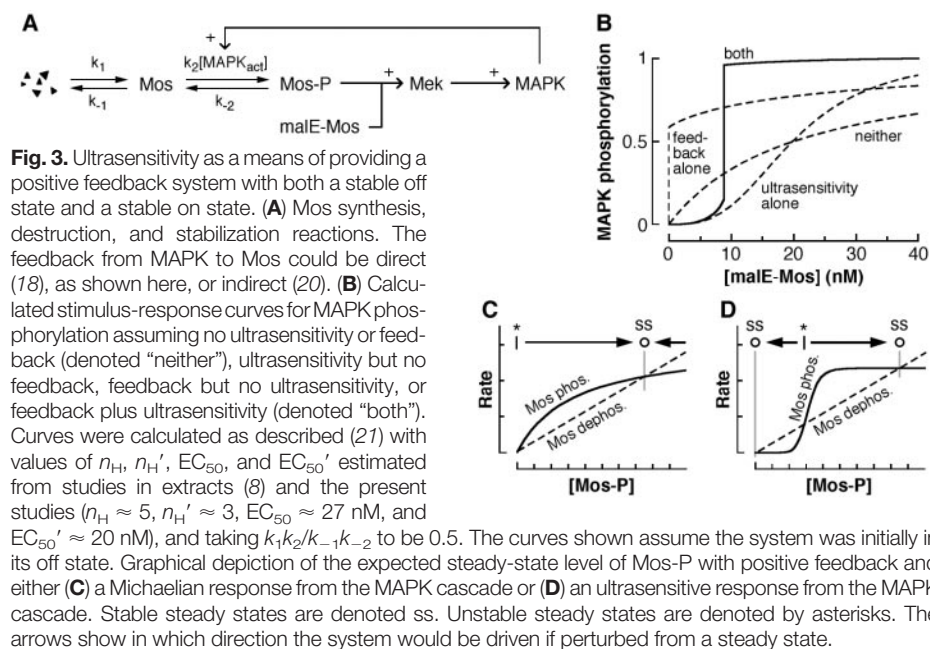 A
+
k1
k-1
Mos
k2[MAPKact]
k-2
Mos-P
+
Mek
+
MAPK
malE-Mos
B
MAPK phosphorylation
1
0.5
0
both
feed-
back
alone
neither
ultrasensitivity
alone
0 10 20 30 40
[malE-Mos] (nM)
Fig. 3. Ultrasensitivity as a means of providing a
positive feedback system with both a stable off
state and a stable on state. (A) Mos synthesis,
destruction, and stabilization reactions. The
feedback from MAPK to Mos could be direct
(18), as shown here, or indirect (20). (B) Calcu-
lated stimulus-response curves for MAPK phos-
phorylation assuming no ultrasensitivity or feed-
back (denoted “neither”), ultrasensitivity but no
feedback, feedback but no ultrasensitivity, or
feedback plus ultrasensitivity (denoted “both”).
Curves were calculated as described (21) with
values of nH, nH′, EC50, and EC50′ estimated
from studies in extracts (8) and the present
studies (nH ≈ 5, nH′ ≈ 3, EC50 ≈ 27 nM, and
EC50′ ≈ 20 nM), and taking k1k2/k−1k−2 to be 0.5. The curves shown assume the system was initially in
its off state. Graphical depiction of the expected steady-state level of Mos-P with positive feedback and
either (C) a Michaelian response from the MAPK cascade or (D) an ultrasensitive response from the MAPK
cascade. Stable steady states are denoted ss. Unstable steady states are denoted by asterisks. The
arrows show in which direction the system would be driven if perturbed from a steady state.
C
*
SS
Rate
Mos phos.
Mos dephos.
[Mos-P]
D
SS
*
SS
Rate
Mos phos.
Mos dephos.
[Mos-P]